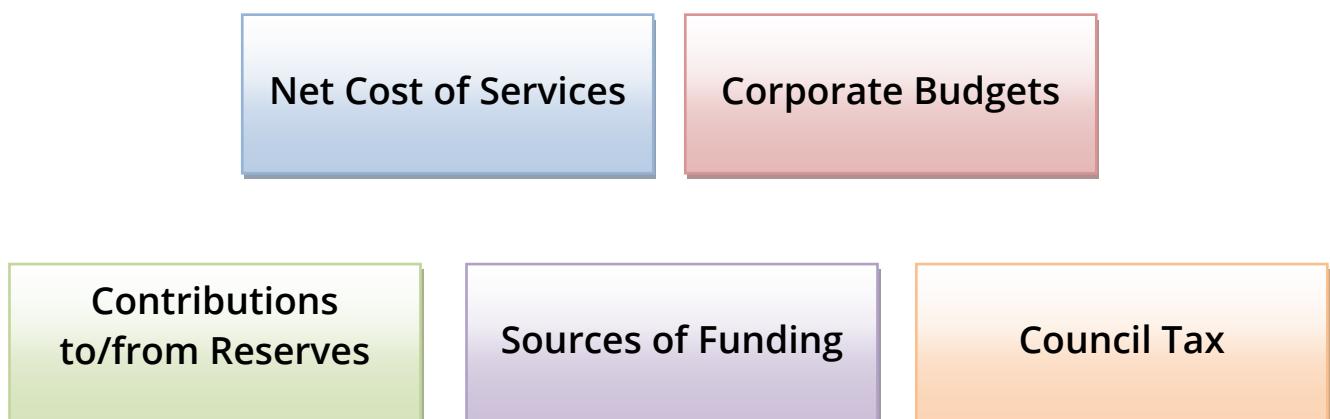 Net Cost of Services
Corporate Budgets
Contributions
to/from Reserves
Sources of Funding
Council Tax